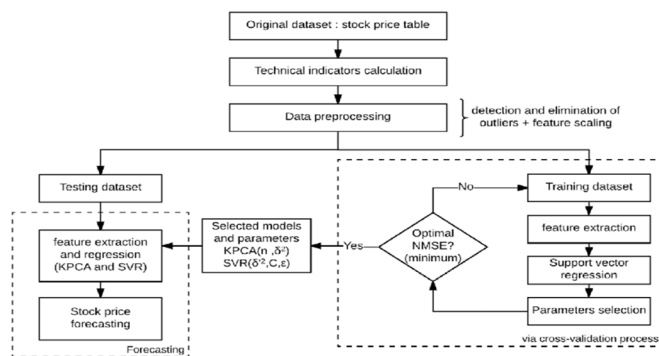 Original dataset : stock price table
Technical indicators calculation
Data preprocessing
detection and elimination of
outliers + feature scaling
Testing dataset
No
Training dataset
feature extraction
and regression
(KPCA and SVR)
Selected models
and parameters
KPCA(n ,δ²)
SVR(δ'²,C,ε)
Yes
Optimal
NMSE?
(minimum)
feature extraction
Support vector
regression
Stock price
forecasting
Parameters selection
Forecasting
via cross-validation process